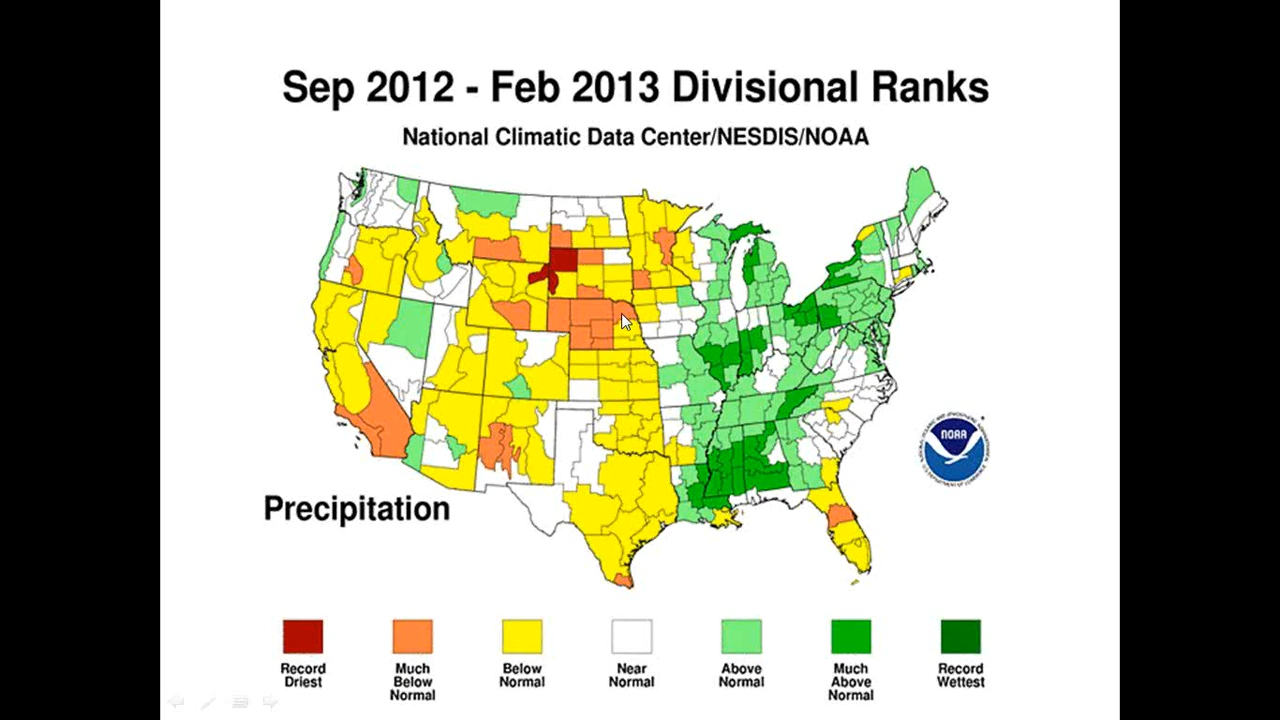 Sep 2012 - Feb 2013 Divisional Ranks
National Climatic Data Center/NESDIS/NOAA
NOAA
Precipitation
Record
Driest
Much
Below
Normal
Below
Normal
Near
Normal
Above
Normal
Much
Above
Normal
Record
Wettest